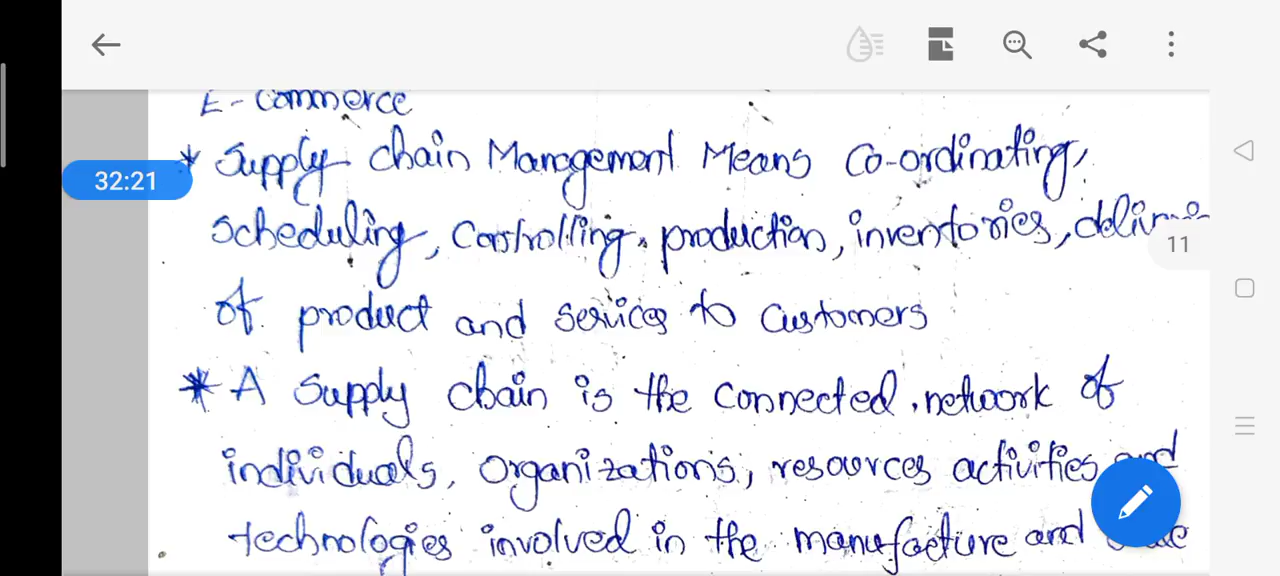 E-Commerce
* Supply chain Management Means Co-ordinating,
32:21
scheduling, Controlling, production, inventories,
11
of product and services to customers
* A supply chain is the connected network of
individuals, organizations, resources activities and
technologies involved in the manufacture and